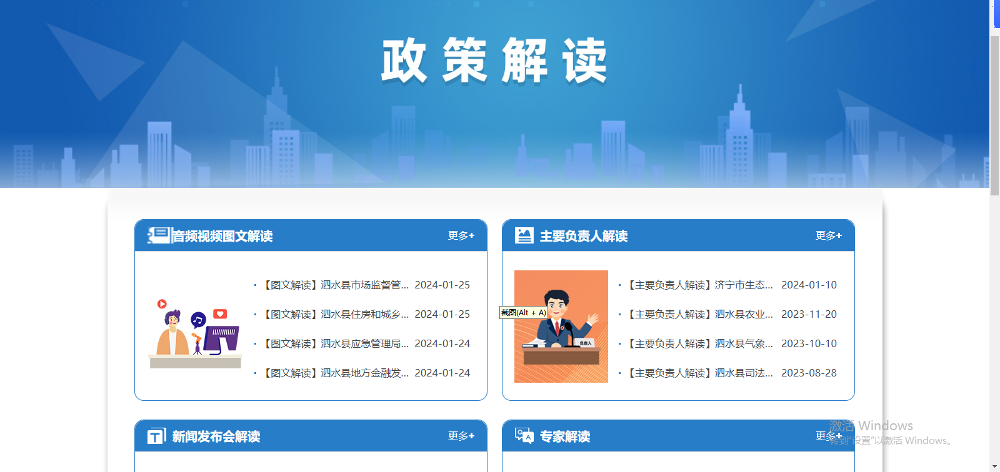 政策解读
音频视频图文解读 更多+
【图文解读】泗水县市场监督管... 2024-01-25
【图文解读】泗水县住房和城乡... 2024-01-25
【图文解读】泗水县应急管理局... 2024-01-24
【图文解读】泗水县地方金融发... 2024-01-24
主要负责人解读 更多+
负责人
截图(Alt + A)
【主要负责人解读】济宁市生态... 2024-01-10
【主要负责人解读】泗水县农业... 2023-11-20
【主要负责人解读】泗水县气象... 2023-10-10
【主要负责人解读】泗水县司法... 2023-08-28
新闻发布会解读 更多+
专家解读 更多+
激活 Windows
转到"设置"以激活 Windows。